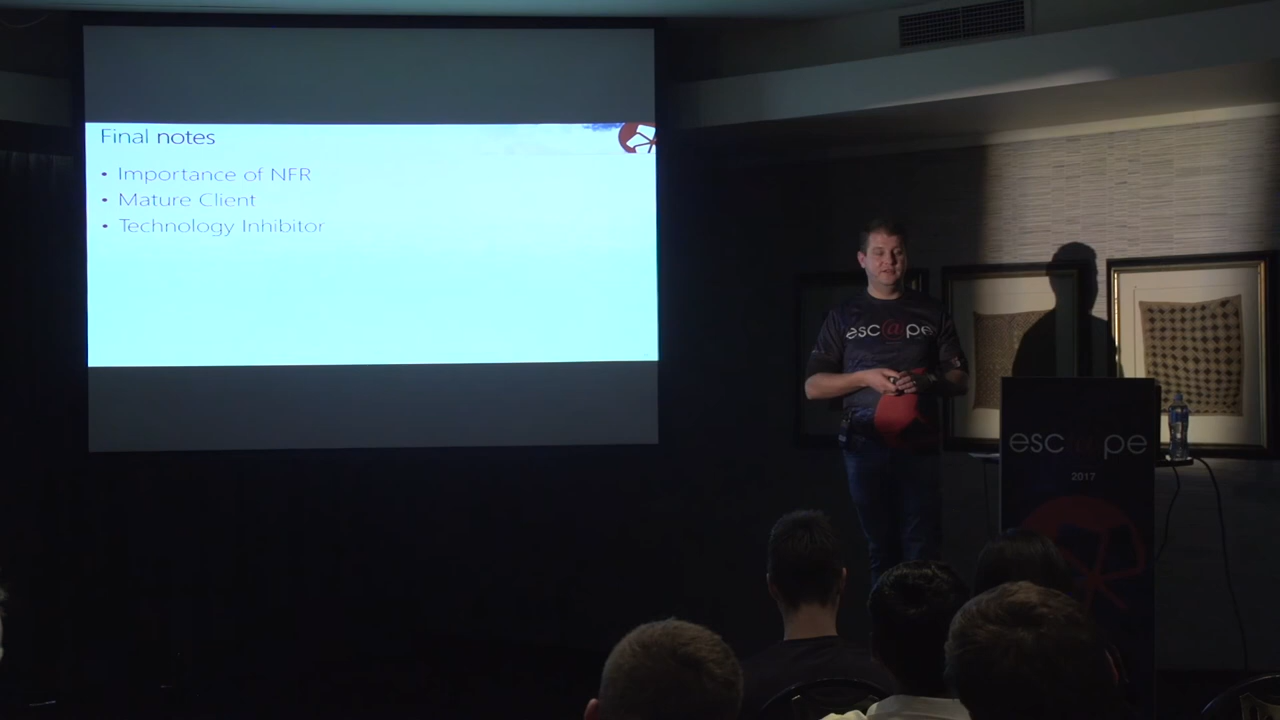 Final notes
• Importance of NFR
• Mature Client
• Technology Inhibitor
esc@pe
esc@pe
2017